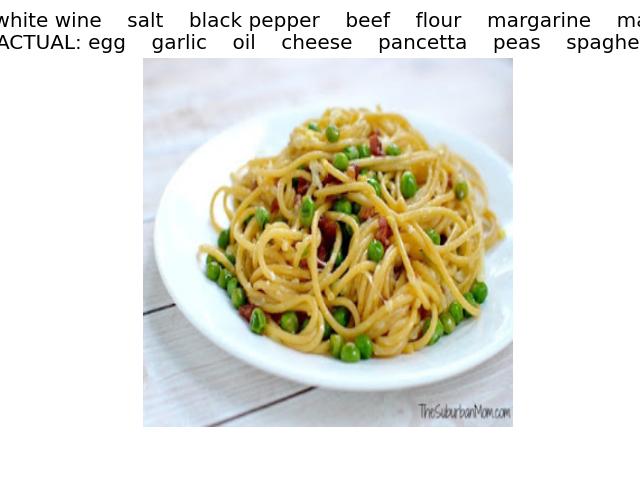 white wine salt black pepper beef flour margarine
ACTUAL: egg garlic oil cheese pancetta peas
TheSuburbanMom.com